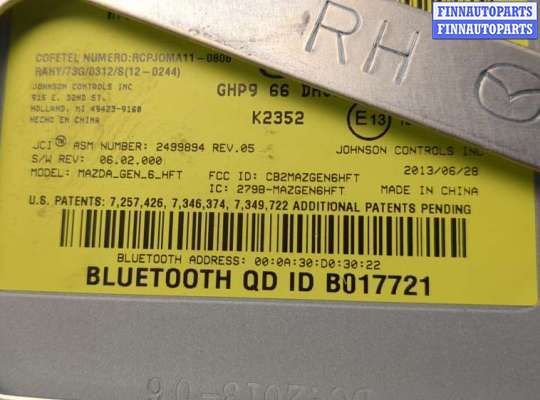 FINNAUTOPARTS
FINNAUTOPARTS
FINNAUTOPARTS
RH
COFETEL NUMERO:RCPJOMA11-0806
RAHY/73G/0312/S(12-0244)
JOHNSON CONTROLS INC
915 E. 32ND ST.
HOLLAND, MI 49423-9160
HECHO EN CHINA
GHP9 66
K2352
E13
JCI ASM NUMBER: 2499894 REV.05
JOHNSON CONTROLS INC
S/W REV: 06.02.000
2013/06/28
MODEL: MAZDA_GEN_6_HFT
FCC ID: CB2MAZGEN6HFT
IC: 279B-MAZGEN6HFT
MADE IN CHINA
U.S. PATENTS: 7,257,426, 7,346,374, 7,349,722 ADDITIONAL PATENTS PENDING
BLUETOOTH ADDRESS: 00:0A:30:D0:30:22
BLUETOOTH QD ID B017721